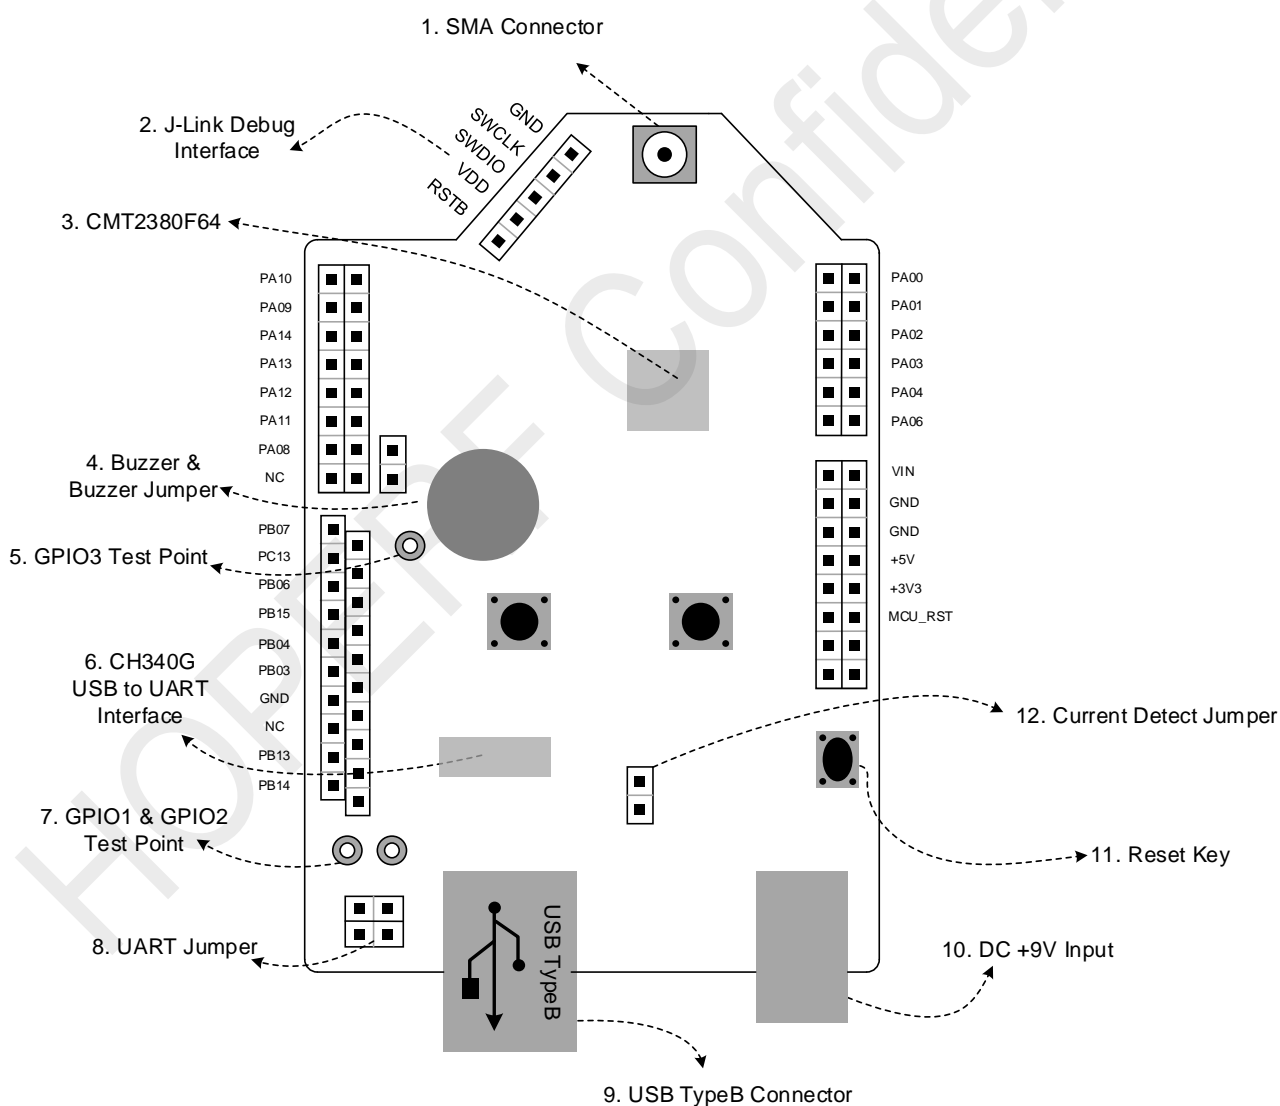 1. SMA Connector
2. J-Link Debug
Interface
GND
SWCLK
SWDIO
VDD
RSTB
3. CMT2380F64
PA10
PA09
PA14
PA13
PA12
PA11
PA08
NC
PA00
PA01
PA02
PA03
PA04
PA06
4. Buzzer &
Buzzer Jumper
VIN
GND
GND
+5V
+3V3
MCU_RST
5. GPIO3 Test Point
PB07
PC13
PB06
PB15
PB04
PB03
GND
NC
PB13
PB14
6. CH340G
USB to UART
Interface
12. Current Detect Jumper
7. GPIO1 & GPIO2
Test Point
11. Reset Key
8. UART Jumper
USB TypeB
10. DC +9V Input
9. USB TypeB Connector
HOPERF Confiden